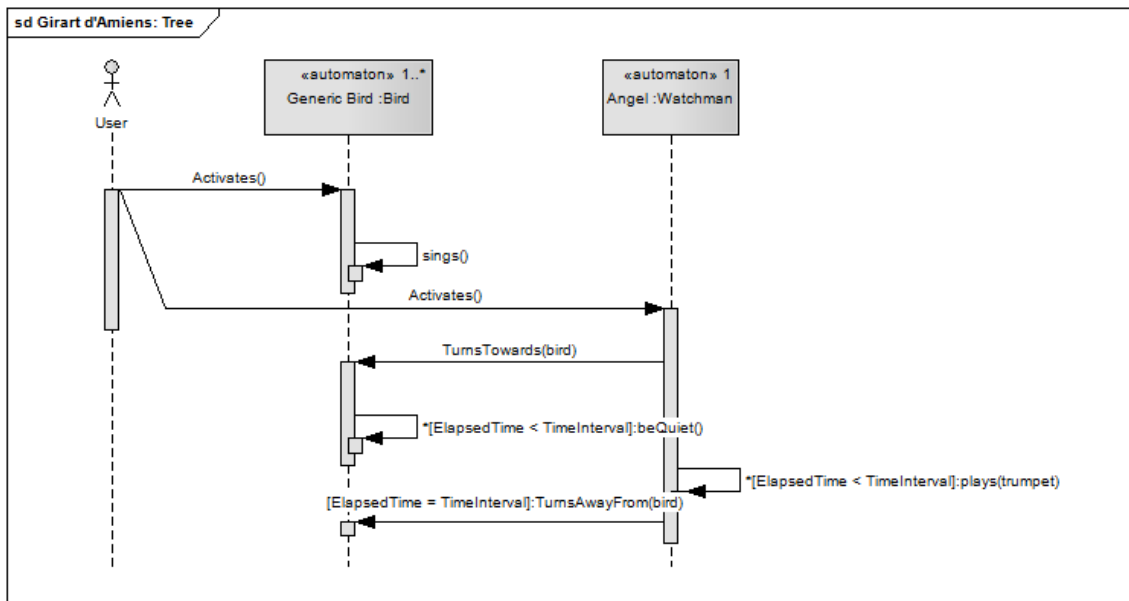 sd Girart d'Amiens: Tree
User
«automaton» 1..*
Generic Bird :Bird
«automaton» 1
Angel :Watchman
Activates()
sings()
Activates()
TurnsTowards(bird)
*[ElapsedTime < TimeInterval]:beQuiet()
*[ElapsedTime < TimeInterval]:plays(trumpet)
[ElapsedTime = TimeInterval]:TurnsAwayFrom(bird)